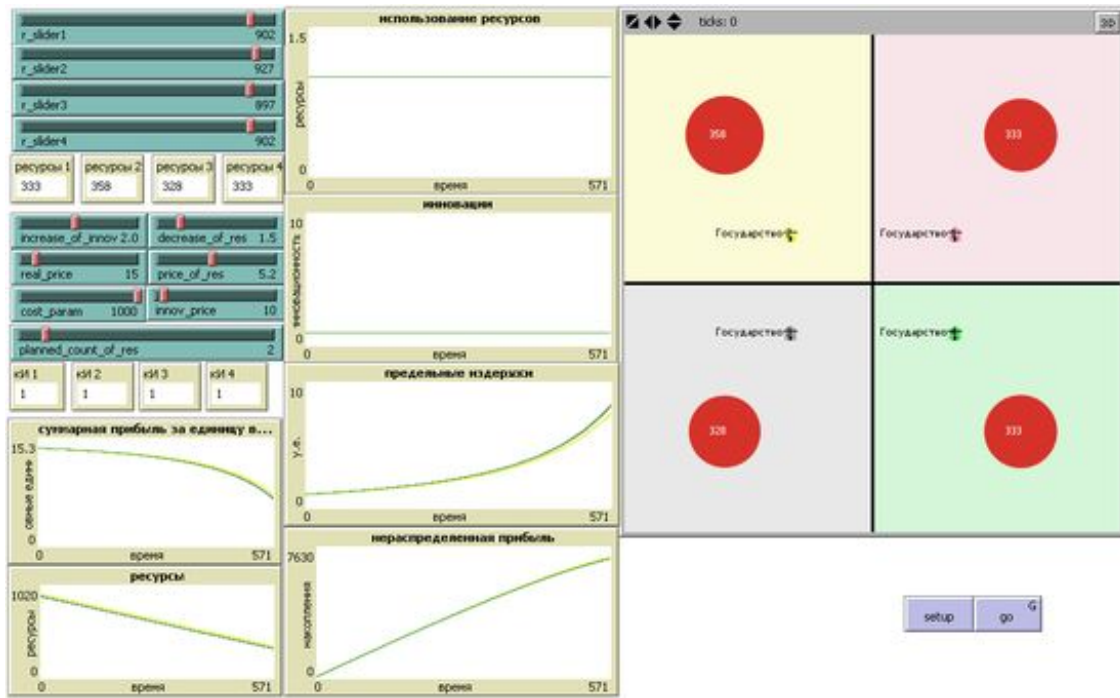 r_slider1 902
r_slider2 927
r_slider3 897
r_slider4 902
ресурсы 1 ресурсы 2 ресурсы 3 ресурсы 4
333 358 328 333
increase_of_innov 2.0 decrease_of_res 1.5
real_price 15 price_of_res 5.2
cost_param 1000 innov_price 10
planned_count_of_res 2
кИ 1 кИ 2 кИ 3 кИ 4
1 1 1 1
суммарная прибыль за единицу в...
15.3
0
0 время 571
ресурсы
1020
ресурсы
0
0 время 571
использование ресурсов
1.5
ресурсы
0
0 время 571
инновации
10
инновационность
0
0 время 571
предельные издержки
10
у.е.
0
0 время 571
нераспределенная прибыль
7630
накопления
0
0 время 571
ticks: 0 3D
358 333
Государство Государство
Государство Государство
328 333
setup go G